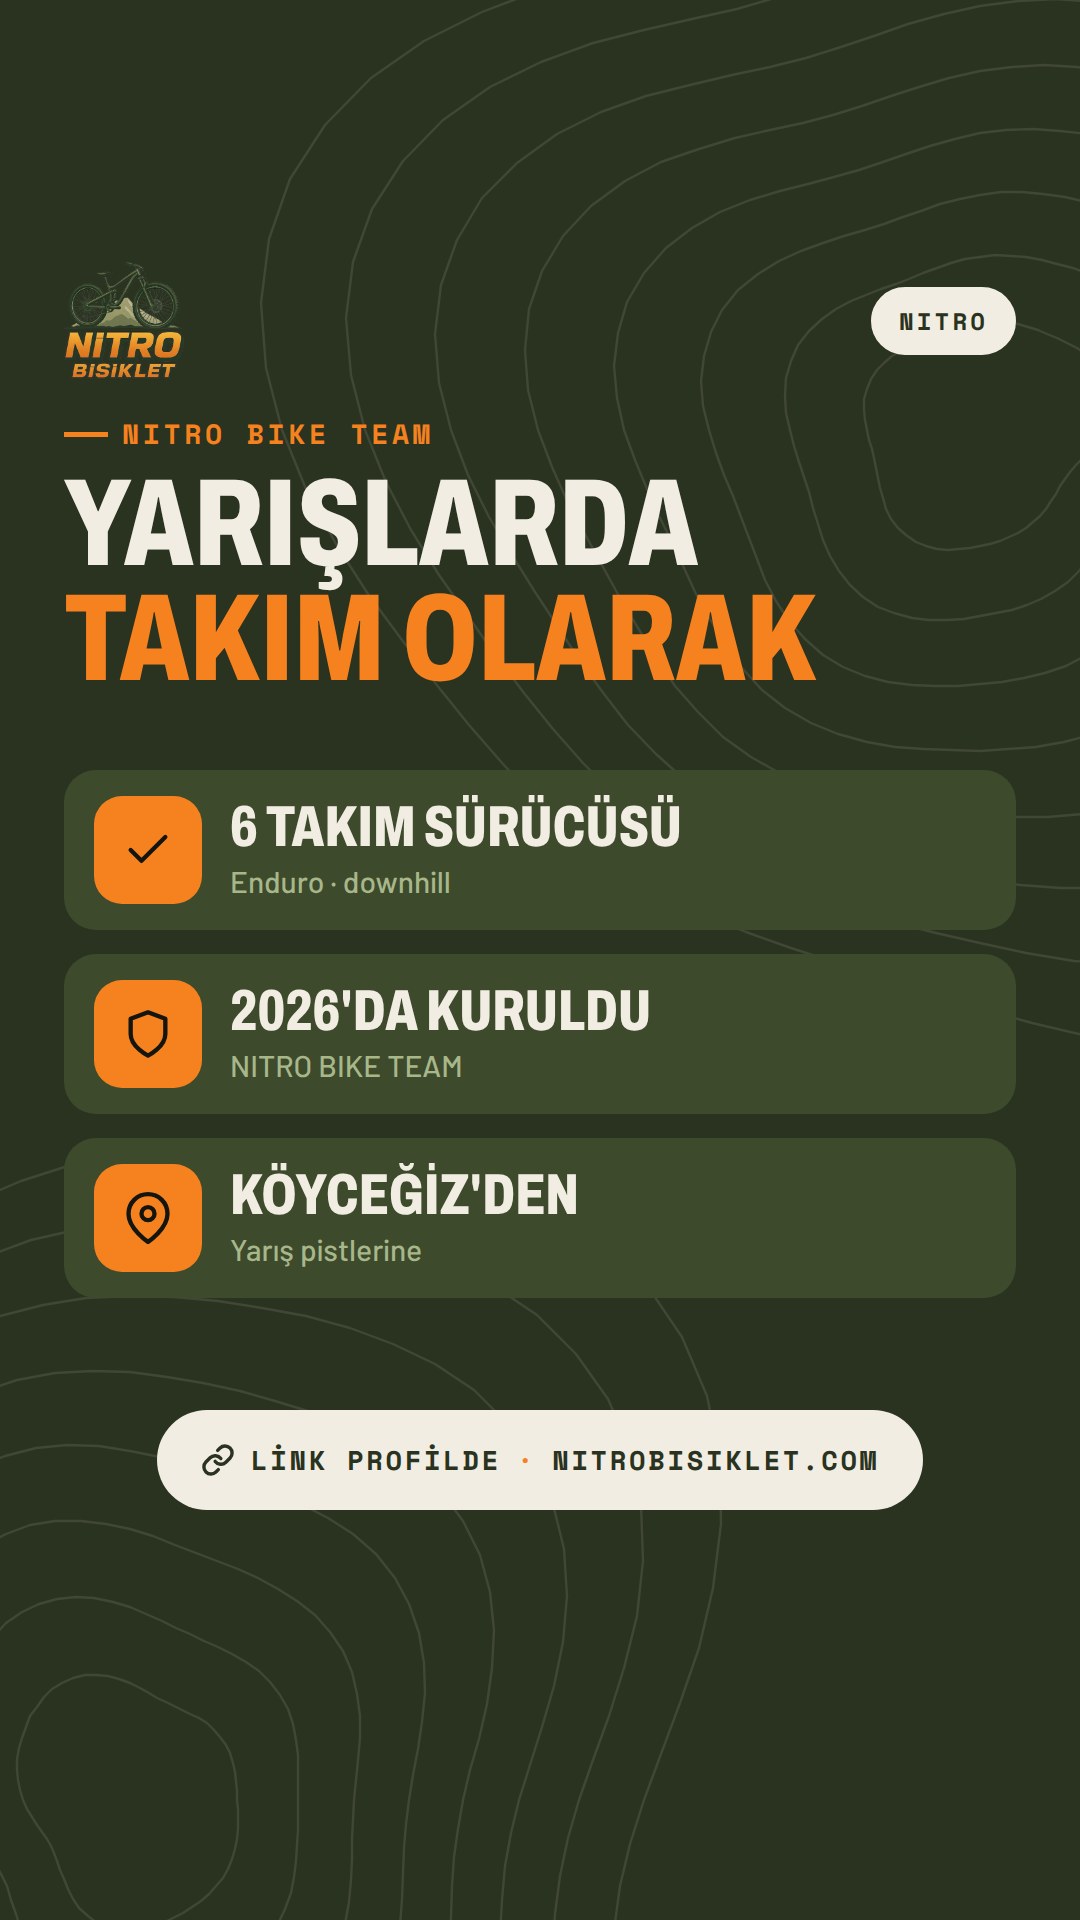 NiTRO
BiSiKLET
NITRO
NITRO BIKE TEAM
YARIŞLARDA
TAKIM OLARAK
6 TAKIM SÜRÜCÜSÜ
Enduro · downhill
2026'DA KURULDU
NITRO BIKE TEAM
KÖYCEĞİZ'DEN
Yarış pistlerine
LİNK PROFİLDE · NITROBISIKLET.COM